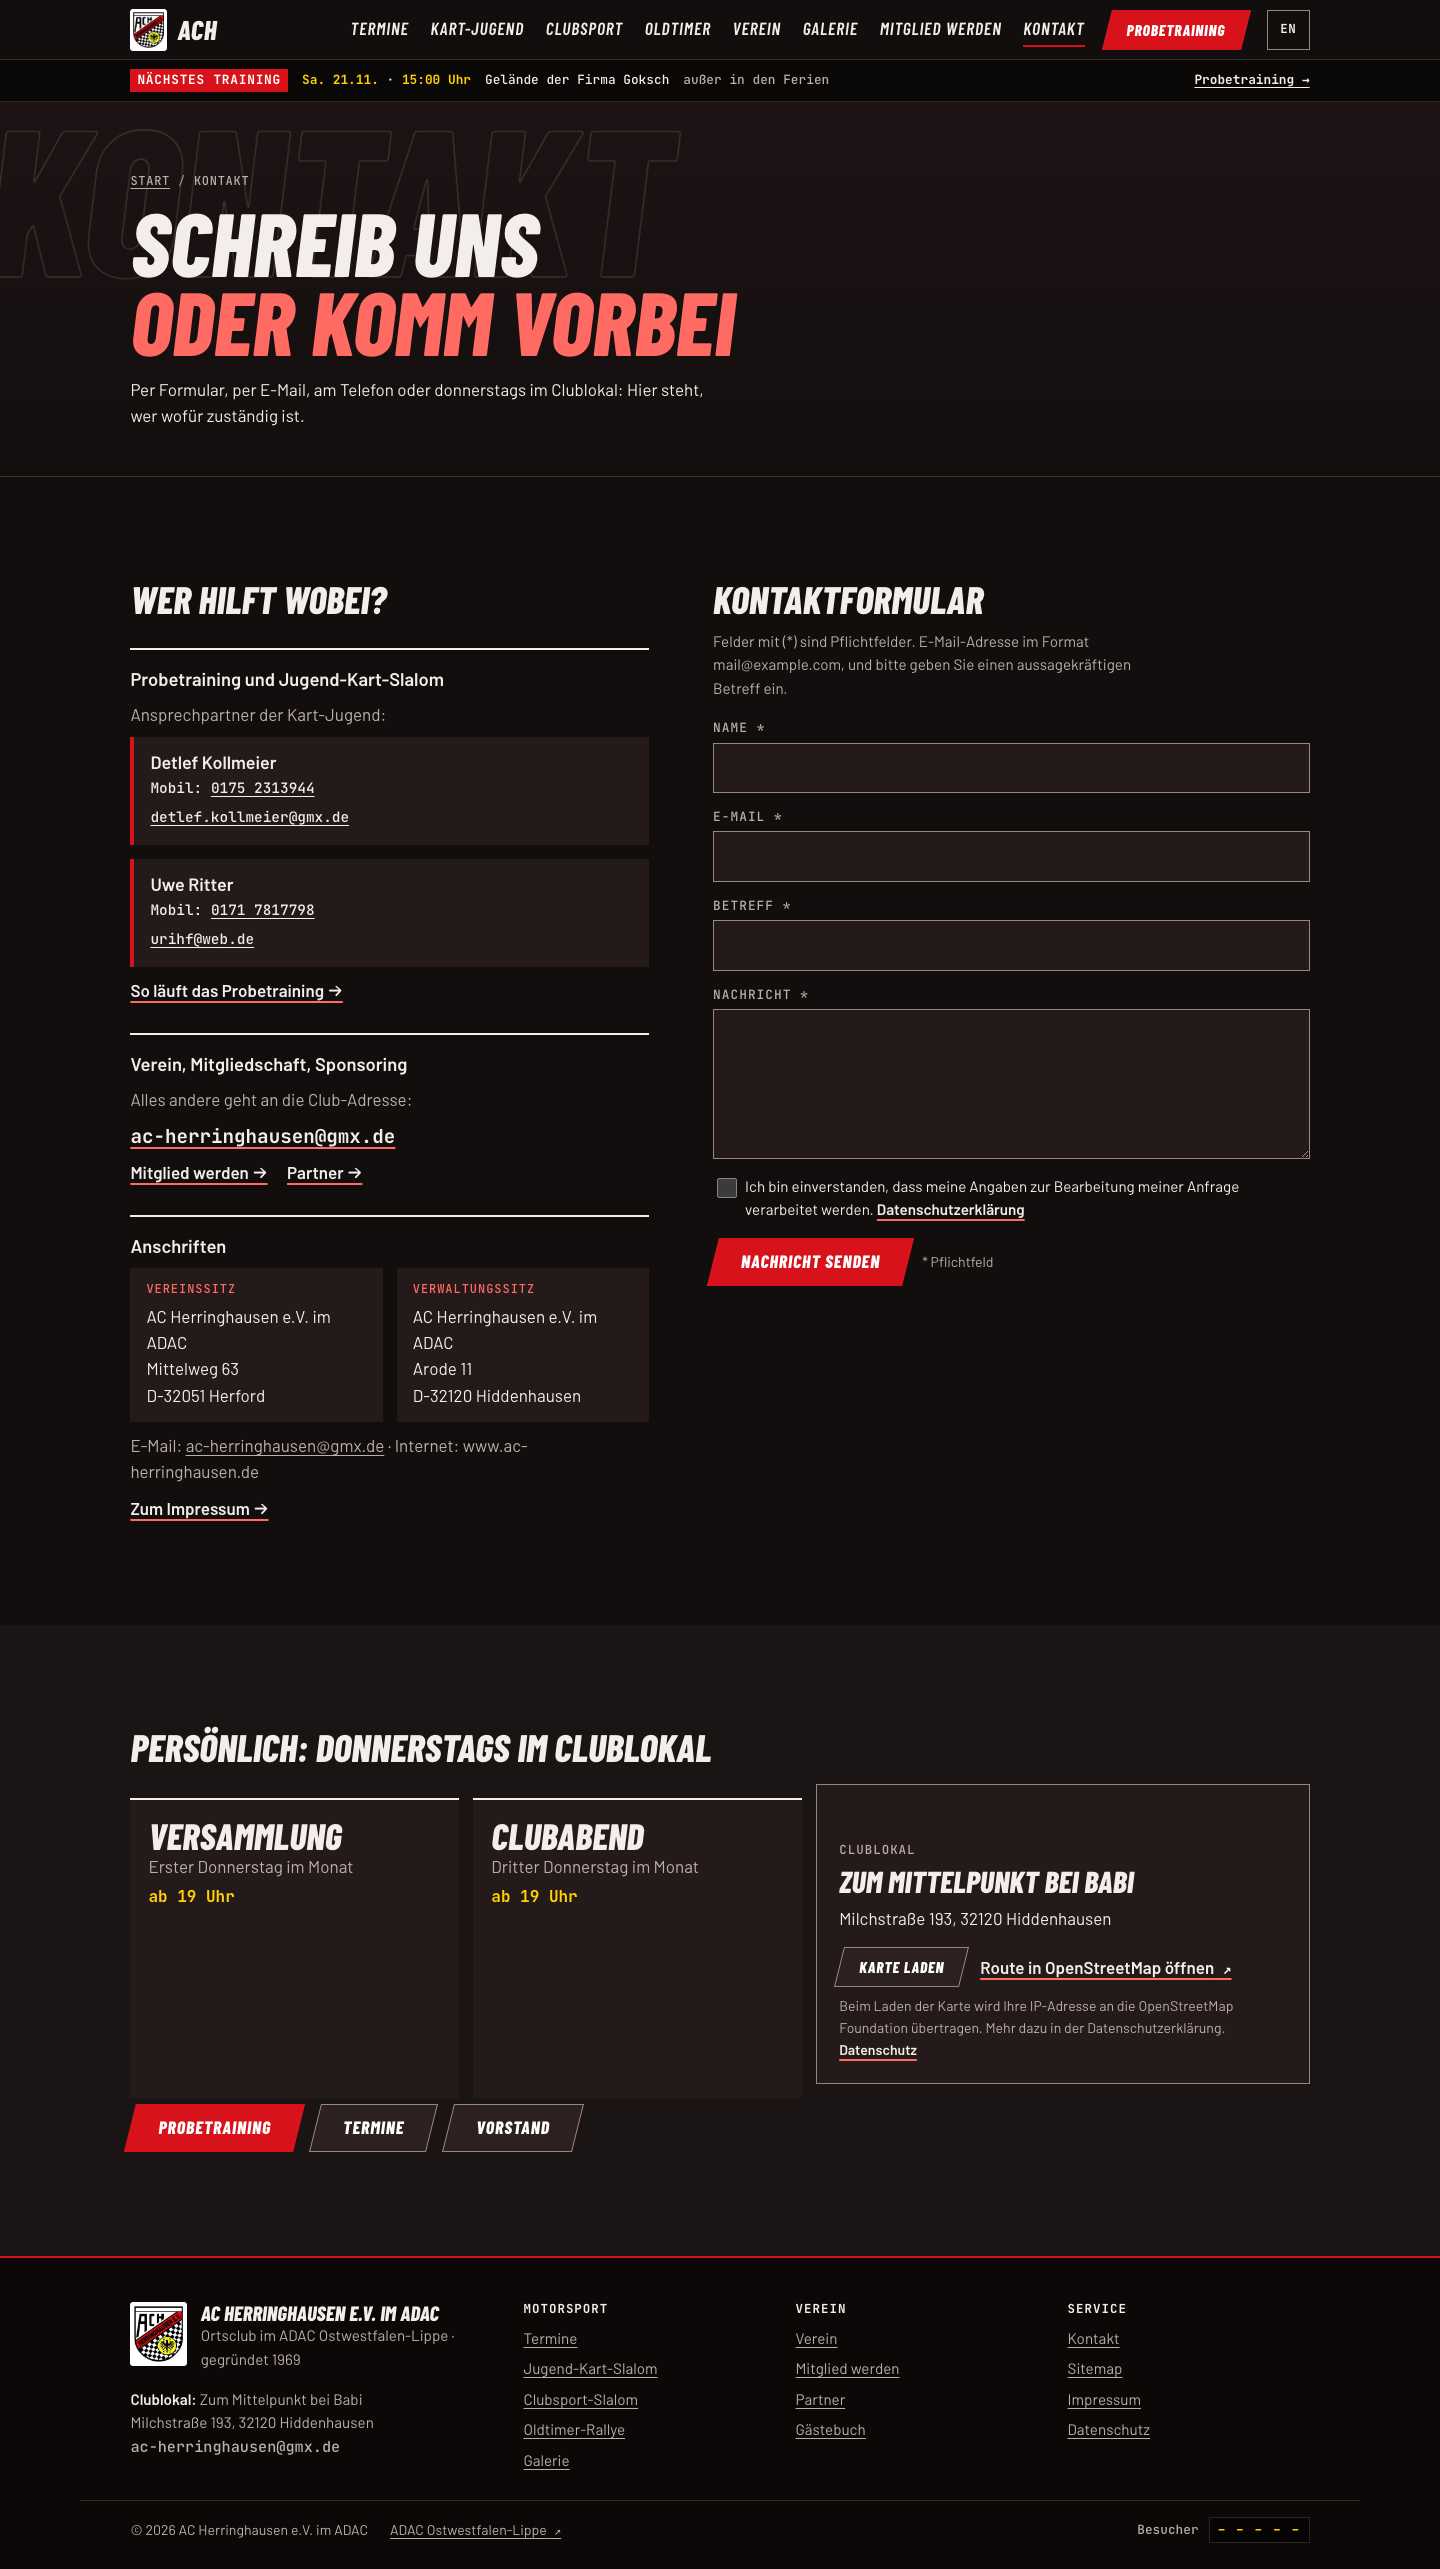 ACH
TERMINE KART-JUGEND CLUBSPORT OLDTIMER VEREIN GALERIE MITGLIED WERDEN KONTAKT PROBETRAINING EN
NÄCHSTES TRAINING Sa. 21.11. · 15:00 Uhr Gelände der Firma Goksch außer in den Ferien Probetraining →
KONTAKT
START / KONTAKT
SCHREIB UNS
ODER KOMM VORBEI
Per Formular, per E-Mail, am Telefon oder donnerstags im Clublokal: Hier steht,
wer wofür zuständig ist.
WER HILFT WOBEI?
Probetraining und Jugend-Kart-Slalom
Ansprechpartner der Kart-Jugend:
Detlef Kollmeier
Mobil: 0175 2313944
detlef.kollmeier@gmx.de
Uwe Ritter
Mobil: 0171 7817798
urihf@web.de
So läuft das Probetraining →
Verein, Mitgliedschaft, Sponsoring
Alles andere geht an die Club-Adresse:
ac-herringhausen@gmx.de
Mitglied werden → Partner →
Anschriften
VEREINSSITZ
AC Herringhausen e.V. im
ADAC
Mittelweg 63
D-32051 Herford
VERWALTUNGSSITZ
AC Herringhausen e.V. im
ADAC
Arode 11
D-32120 Hiddenhausen
E-Mail: ac-herringhausen@gmx.de · Internet: www.ac-
herringhausen.de
Zum Impressum →
KONTAKTFORMULAR
Felder mit (*) sind Pflichtfelder. E-Mail-Adresse im Format
mail@example.com, und bitte geben Sie einen aussagekräftigen
Betreff ein.
NAME *
E-MAIL *
BETREFF *
NACHRICHT *
Ich bin einverstanden, dass meine Angaben zur Bearbeitung meiner Anfrage
verarbeitet werden. Datenschutzerklärung
NACHRICHT SENDEN * Pflichtfeld
PERSÖNLICH: DONNERSTAGS IM CLUBLOKAL
VERSAMMLUNG
Erster Donnerstag im Monat
ab 19 Uhr
CLUBABEND
Dritter Donnerstag im Monat
ab 19 Uhr
CLUBLOKAL
ZUM MITTELPUNKT BEI BABI
Milchstraße 193, 32120 Hiddenhausen
KARTE LADEN Route in OpenStreetMap öffnen ↗
Beim Laden der Karte wird Ihre IP-Adresse an die OpenStreetMap
Foundation übertragen. Mehr dazu in der Datenschutzerklärung.
Datenschutz
PROBETRAINING TERMINE VORSTAND
ACH
AC HERRINGHAUSEN E.V. IM ADAC
Ortsclub im ADAC Ostwestfalen-Lippe ·
gegründet 1969
Clublokal: Zum Mittelpunkt bei Babi
Milchstraße 193, 32120 Hiddenhausen
ac-herringhausen@gmx.de
MOTORSPORT
Termine
Jugend-Kart-Slalom
Clubsport-Slalom
Oldtimer-Rallye
Galerie
VEREIN
Verein
Mitglied werden
Partner
Gästebuch
SERVICE
Kontakt
Sitemap
Impressum
Datenschutz
© 2026 AC Herringhausen e.V. im ADAC ADAC Ostwestfalen-Lippe ↗ Besucher - - - - -